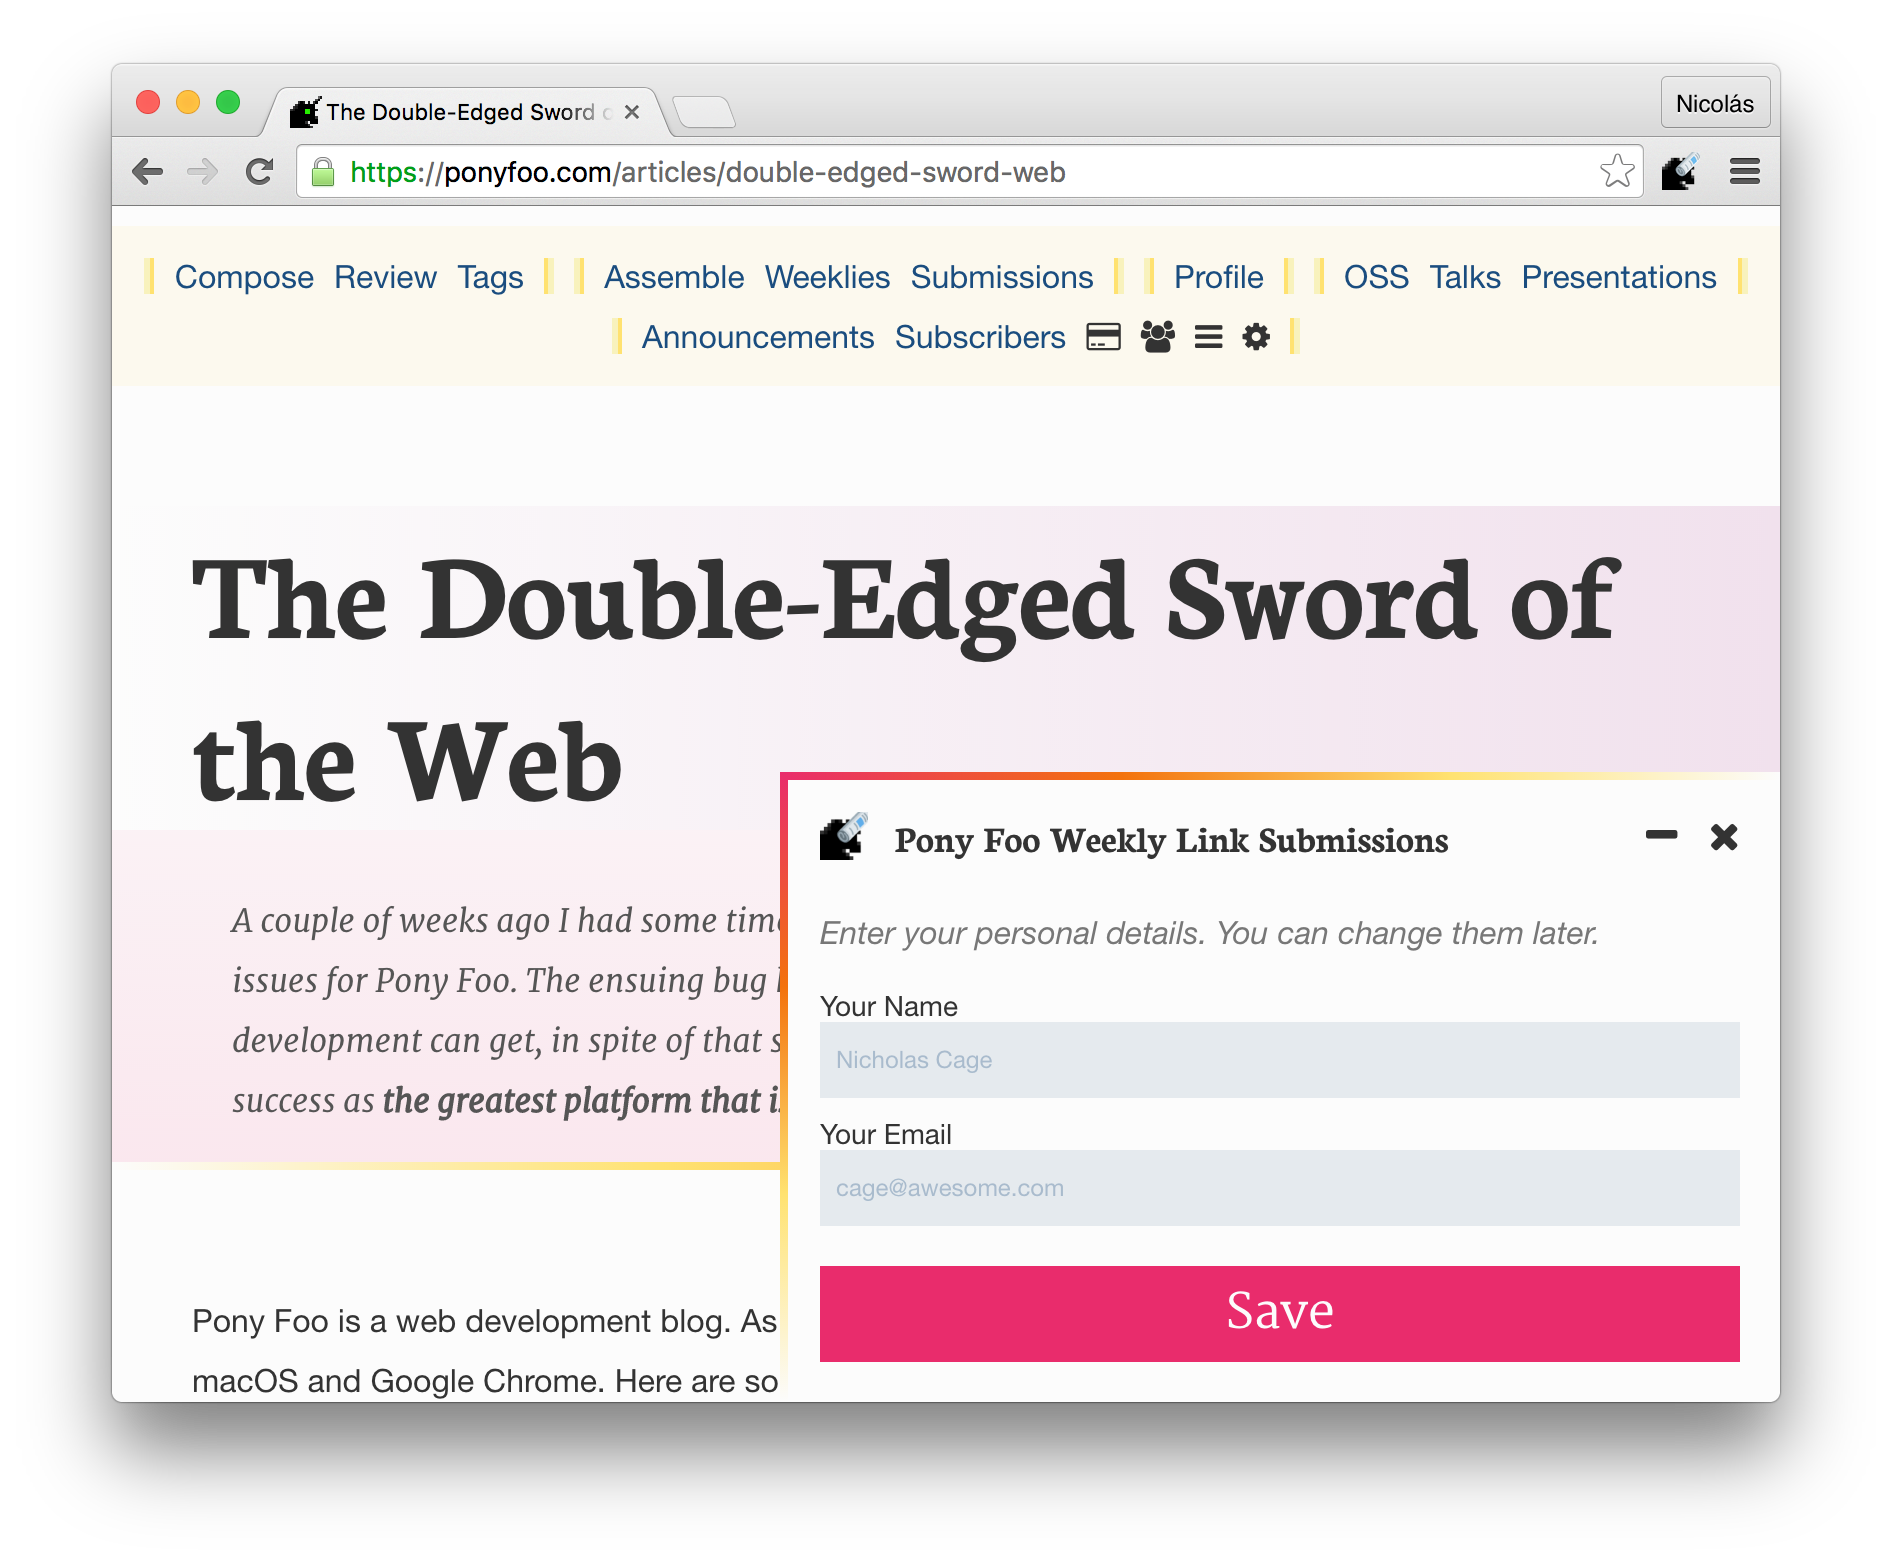 The Double-Edged Sword
Nicolás
https://ponyfoo.com/articles/double-edged-sword-web
Compose Review Tags Assemble Weeklies Submissions Profile OSS Talks Presentations
Announcements Subscribers
The Double-Edged Sword of
the Web
A couple of weeks ago I had some time
issues for Pony Foo. The ensuing bug
development can get, in spite of that s
success as the greatest platform that is
Pony Foo is a web development blog. As
macOS and Google Chrome. Here are so
Pony Foo Weekly Link Submissions
Enter your personal details. You can change them later.
Your Name
Nicholas Cage
Your Email
cage@awesome.com
Save